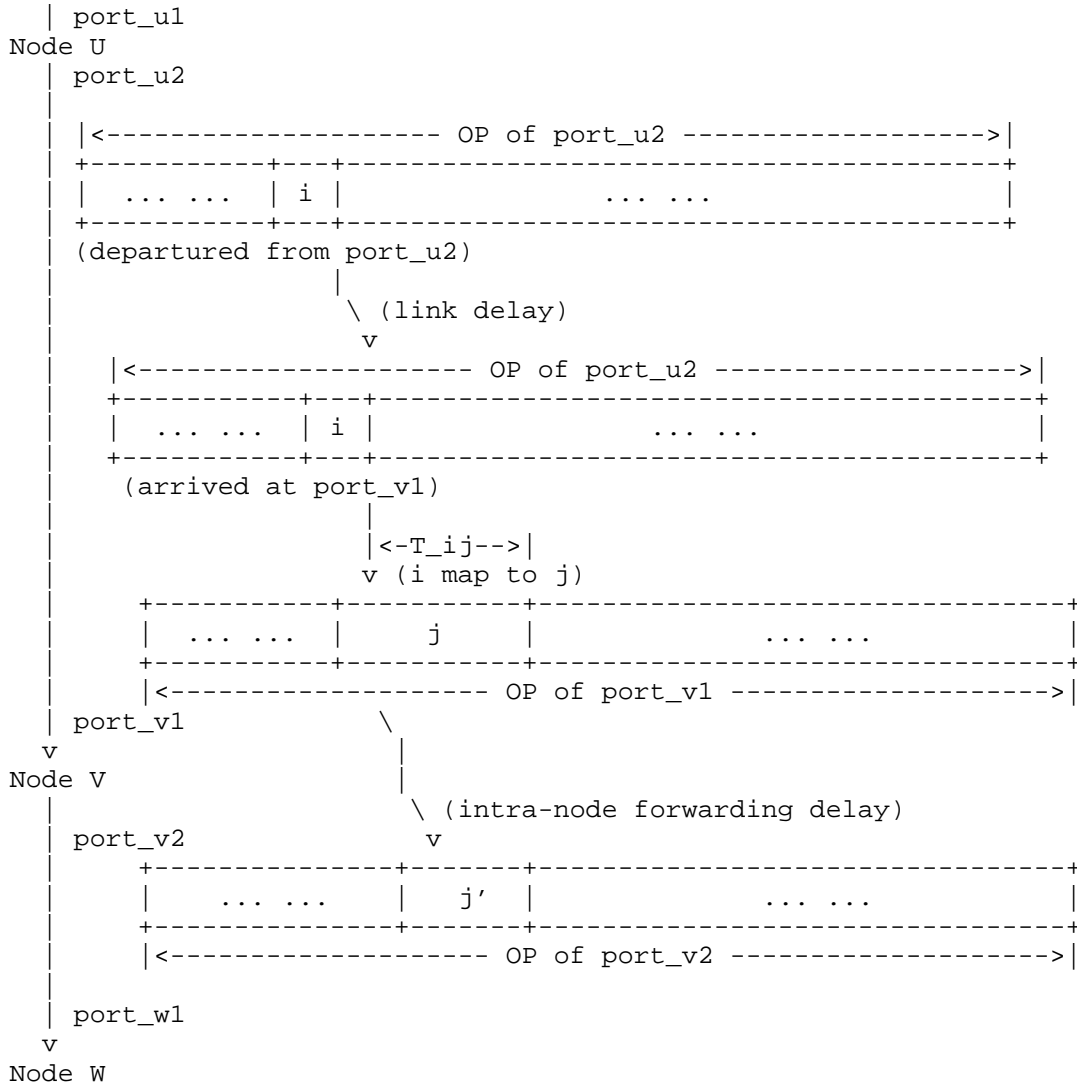 | port_u1
Node U
| port_u2
|
| |<--------------------- OP of port_u2 ------------------->|
| +-----------+---+-----------------------------------------+
| | ... ... | i | ... ... |
| +-----------+---+-----------------------------------------+
| (departured from port_u2)
| |
| \ (link delay)
| v
| |<--------------------- OP of port_u2 ------------------->|
| +-----------+---+-----------------------------------------+
| | ... ... | i | ... ... |
| +-----------+---+-----------------------------------------+
| (arrived at port_v1)
| |
| |<-T_ij-->|
| v (i map to j)
| +-----------+-----------+---------------------------------+
| | ... ... | j | ... ... |
| +-----------+-----------+---------------------------------+
| |<-------------------- OP of port_v1 -------------------->|
| port_v1 \
v |
Node V |
| \ (intra-node forwarding delay)
| port_v2 v
| +---------------+-------+---------------------------------+
| | ... ... | j’ | ... ... |
| +---------------+-------+---------------------------------+
| |<-------------------- OP of port_v2 -------------------->|
|
| port_w1
v
Node W